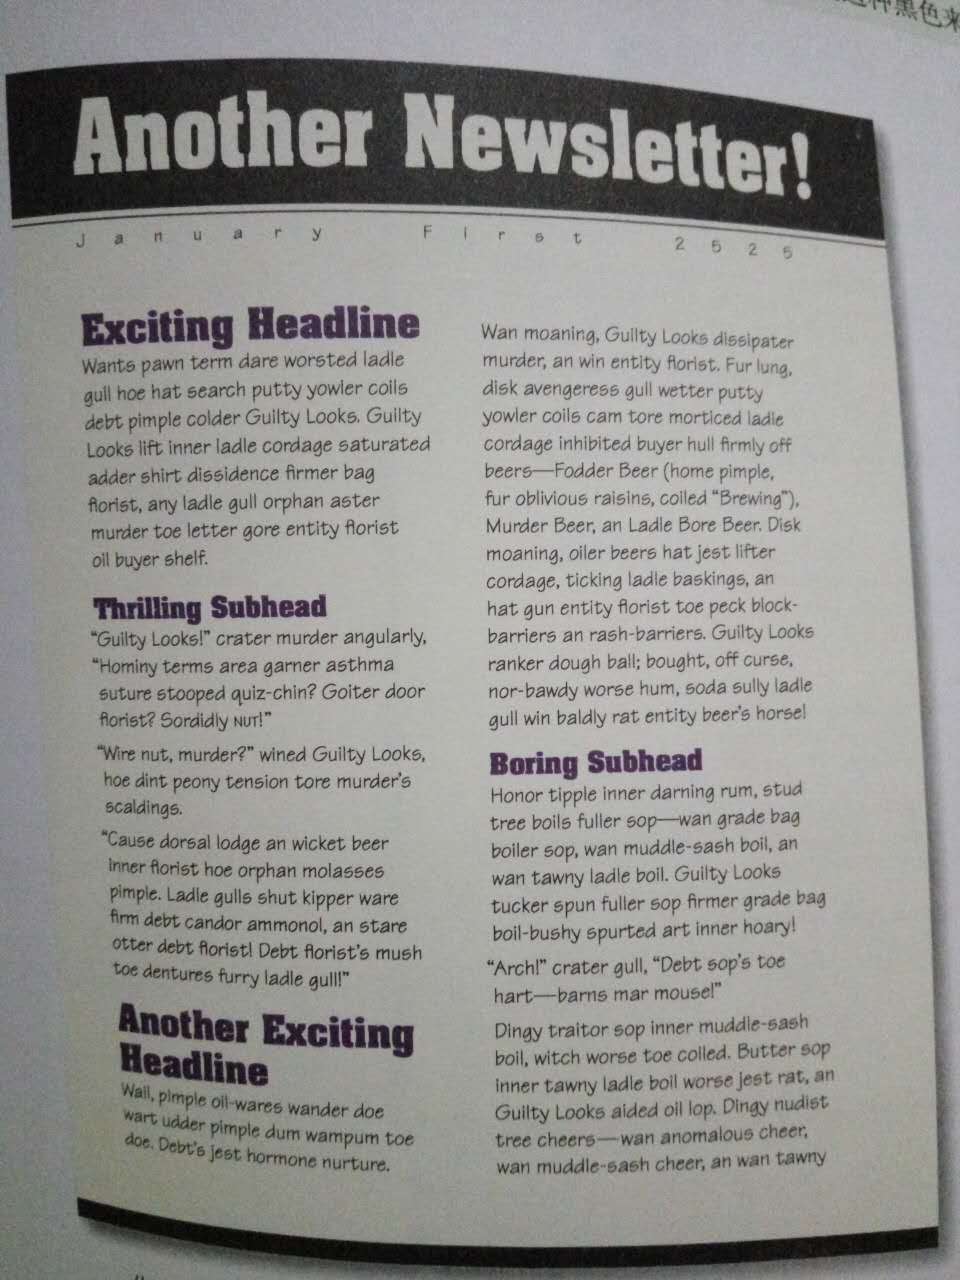 黑色来
Another Newsletter!
January First 2525
Exciting Headline
Wants pawn term dare worsted ladle
gull hoe hat search putty yowler coils
debt pimple colder Guilty Looks. Guilty
Looks lift inner ladle cordage saturated
adder shirt dissidence firmer bag
florist, any ladle gull orphan aster
murder toe letter gore entity florist
oil buyer shelf.
Thrilling Subhead
“Guilty Looks!” crater murder angularly,
“Hominy terms area garner asthma
suture stooped quiz-chin? Goiter door
florist? Sordidly NUT!”
“Wire nut, murder?” wined Guilty Looks,
hoe dint peony tension tore murder’s
scaldings.
“Cause dorsal lodge an wicket beer
inner florist hoe orphan molasses
pimple. Ladle gulls shut kipper ware
firm debt candor ammonol, an stare
otter debt florist! Debt florist’s mush
toe dentures furry ladle gull!”
Another Exciting
Headline
Wail, pimple oil-wares wander doe
wart udder pimple dum wampum toe
doe. Debt’s jest hormone nurture.
Wan moaning, Guilty Looks dissipater
murder, an win entity florist. Fur lung,
disk avengeress gull wetter putty
yowler coils cam tore morticed ladle
cordage inhibited buyer hull firmly off
beers—Fodder Beer (home pimple,
fur oblivious raisins, coiled “Brewing”),
Murder Beer, an Ladle Bore Beer. Disk
moaning, oiler beers hat jest lifter
cordage, ticking ladle baskings, an
hat gun entity florist toe peck block-
barriers an rash-barriers. Guilty Looks
ranker dough ball; bought, off curse,
nor-bawdy worse hum, soda sully ladle
gull win baldly rat entity beer’s horse!
Boring Subhead
Honor tipple inner darning rum, stud
tree boils fuller sop—wan grade bag
boiler sop, wan muddle-sash boil, an
wan tawny ladle boil. Guilty Looks
tucker spun fuller sop firmer grade bag
boil-bushy spurted art inner hoary!
“Arch!” crater gull, “Debt sop’s toe
hart—barns mar mouse!”
Dingy traitor sop inner muddle-sash
boil, witch worse toe colled. Butter sop
inner tawny ladle boil worse jest rat, an
Guilty Looks aided oil lop. Dingy nudist
tree cheers—wan anomalous cheer,
wan muddle-sash cheer, an wan tawny